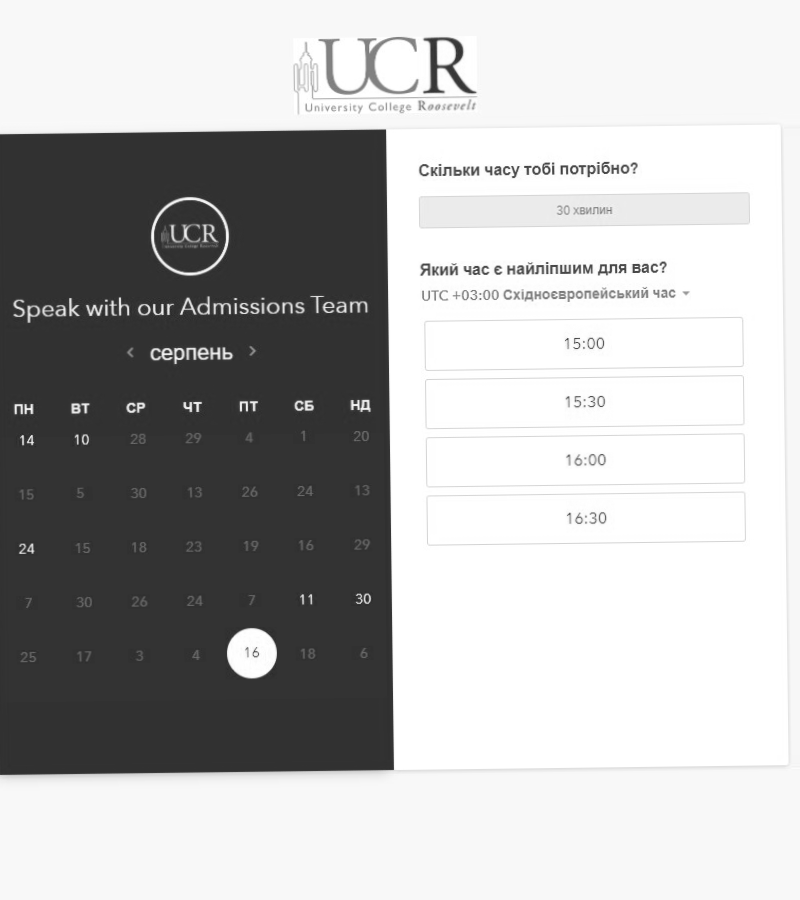 UCR
University College Roosevelt
UCR
Speak with our Admissions Team
серпень
ПН ВТ СР ЧТ ПТ СБ НД
14 10 28 29 4 1 20
15 5 30 13 26 24 13
24 15 18 23 19 16 29
7 30 26 24 7 11 30
25 17 3 4 16 18 6
Скільки часу тобі потрібно?
30 хвилин
Який час є найліпшим для вас?
UTC +03:00 Східноєвропейський час
15:00
15:30
16:00
16:30